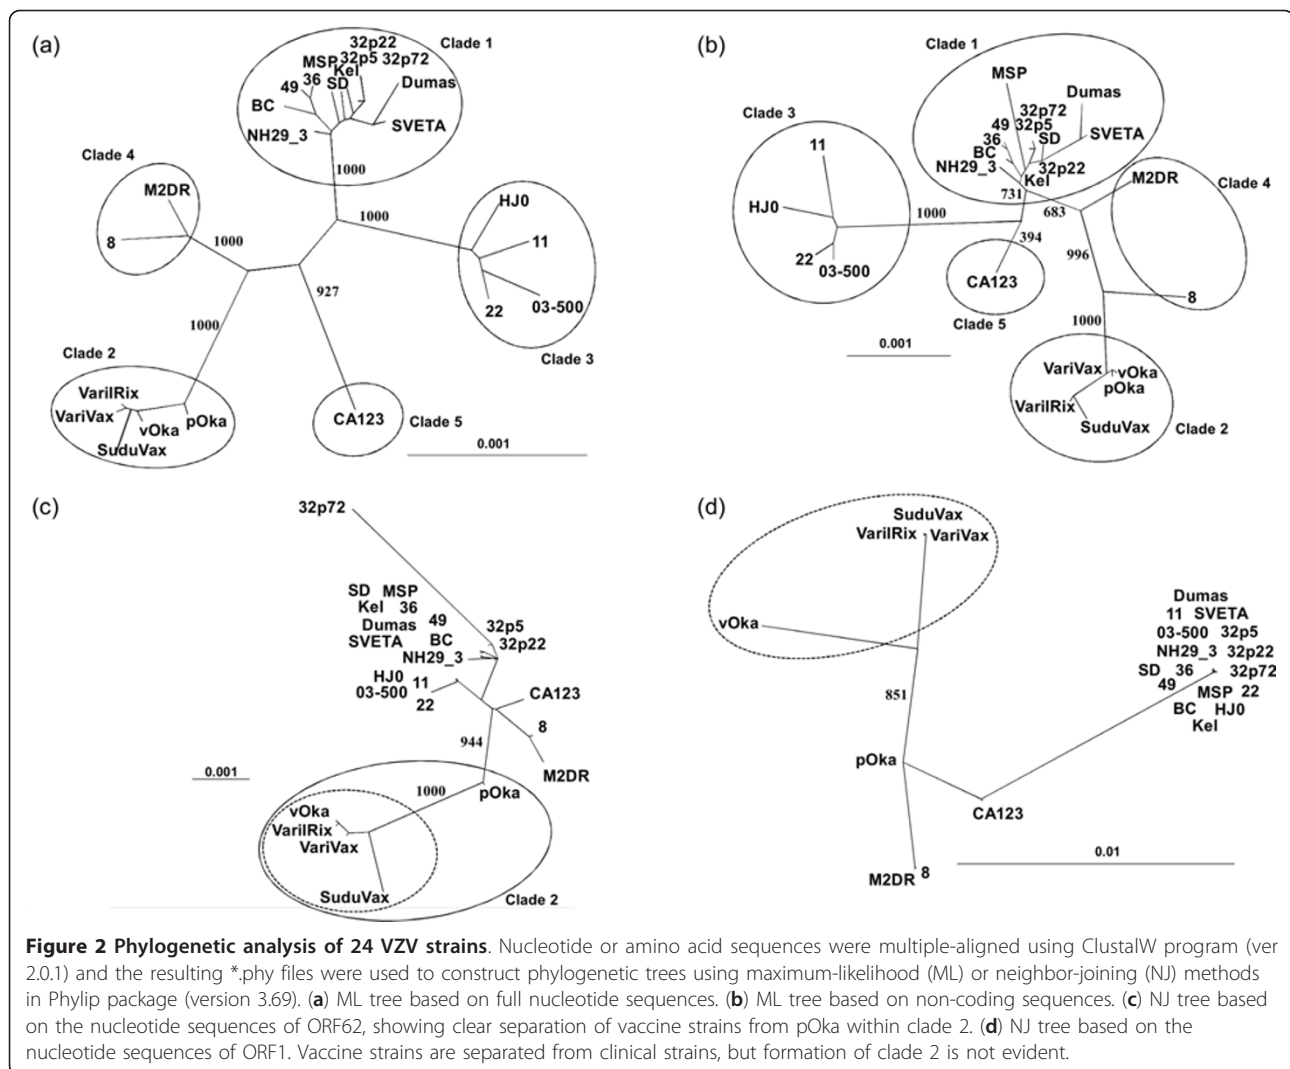 (a)
32p22
Clade 1
MSP 32p5 32p72
Kel
49 36 SD Dumas
BC
NH29_3 SVETA
1000
Clade 4
M2DR
8
1000
1000
HJ0
11
22 03-500
Clade 3
927
1000
Clade 2
VarilRix
VariVax
vOka pOka
SuduVax
CA123 Clade 5
0.001
(b)
Clade 1
MSP
Dumas
32p72
49 32p5
36 SD SVETA
BC
NH29_3 32p22
Kel
Clade 3
11
HJ0
22 03-500
1000
731
683
394
M2DR
Clade 4
996
8
CA123
Clade 5
0.001
1000
VariVax vOka
pOka
VarilRix
SuduVax Clade 2
(c)
32p72
SD MSP
Kel 36
Dumas 49 32p5
SVETA BC 32p22
NH29_3
HJ0 11
03-500
22
CA123
8
944
M2DR
0.001
1000
pOka
vOka
VarilRix
VariVax
SuduVax
Clade 2
(d)
SuduVax
VarilRix VariVax
vOka
851
pOka
Dumas
11 SVETA
03-500 32p5
NH29_3 32p22
SD 36 32p72
49
MSP 22
BC HJ0
Kel
CA123
M2DR 8
0.01
Figure 2 Phylogenetic analysis of 24 VZV strains. Nucleotide or amino acid sequences were multiple-aligned using ClustalW program (ver
2.0.1) and the resulting *.phy files were used to construct phylogenetic trees using maximum-likelihood (ML) or neighbor-joining (NJ) methods
in Phylip package (version 3.69). (a) ML tree based on full nucleotide sequences. (b) ML tree based on non-coding sequences. (c) NJ tree based
on the nucleotide sequences of ORF62, showing clear separation of vaccine strains from pOka within clade 2. (d) NJ tree based on the
nucleotide sequences of ORF1. Vaccine strains are separated from clinical strains, but formation of clade 2 is not evident.